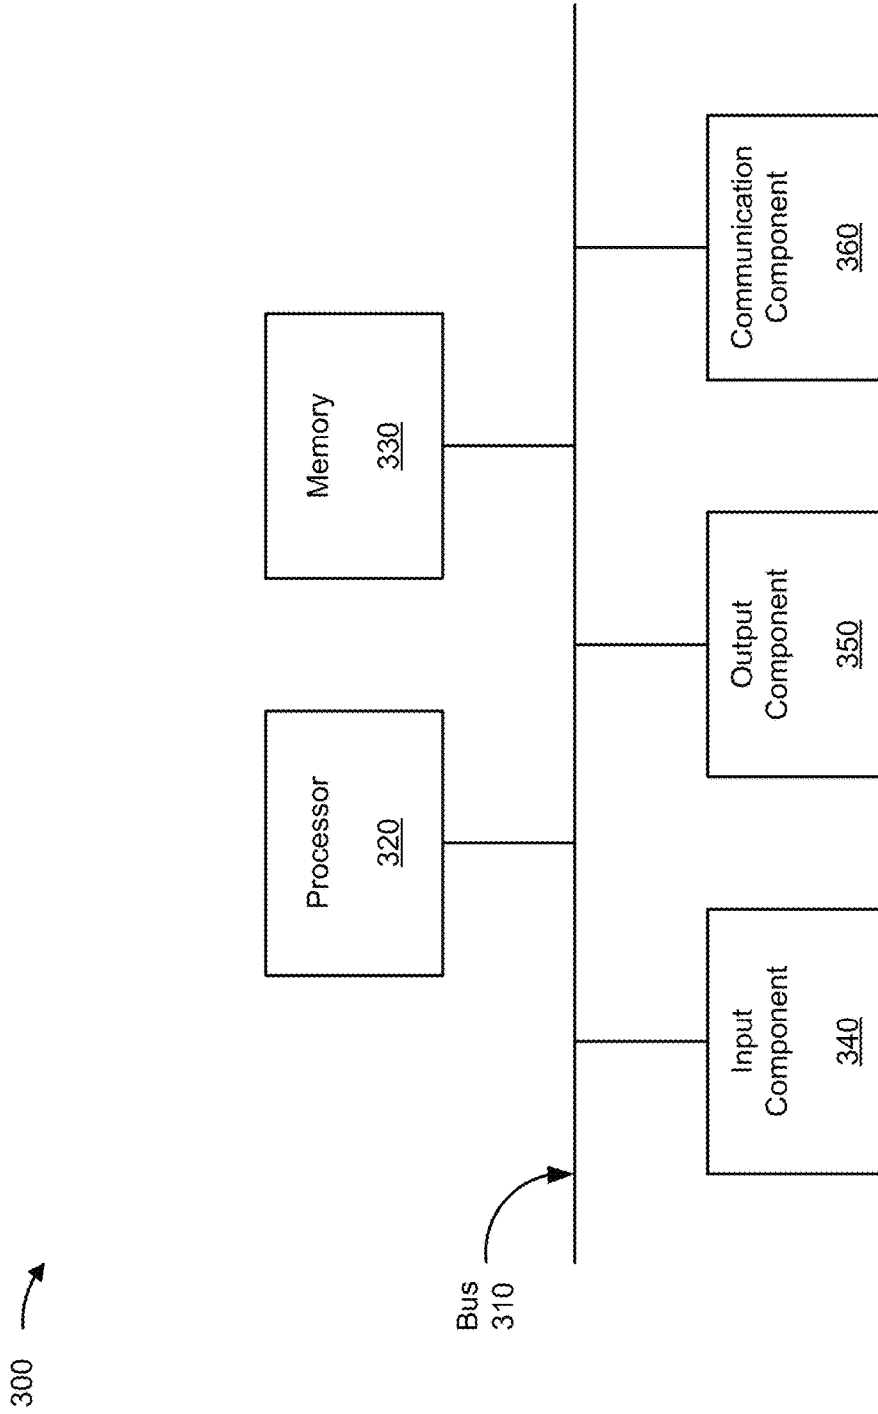 300
Processor
320
Memory
330
Bus
310
Input
Component
340
Output
Component
350
Communication
Component
360